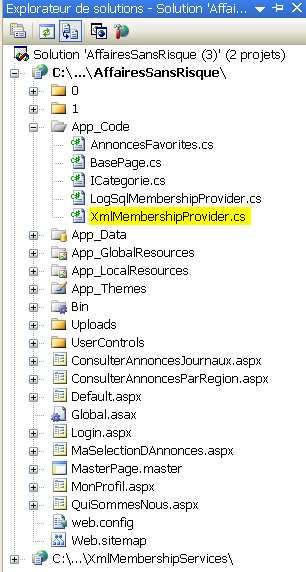 Explorateur de solutions - Solution 'Affai...
Solution 'AffairesSansRisque (3)' (2 projets)
C:\...\AffairesSansRisque\
0
1
App_Code
AnnoncesFavorites.cs
BasePage.cs
ICategorie.cs
LogSqlMembershipProvider.cs
XmlMembershipProvider.cs
App_Data
App_GlobalResources
App_LocalResources
App_Themes
Bin
Uploads
UserControls
ConsulterAnnoncesJournaux.aspx
ConsulterAnnoncesParRegion.aspx
Default.aspx
Global.asax
Login.aspx
MaSelectionDAnnonces.aspx
MasterPage.master
MonProfil.aspx
QuiSommesNous.aspx
web.config
Web.sitemap
C:\...\XmlMembershipServices\